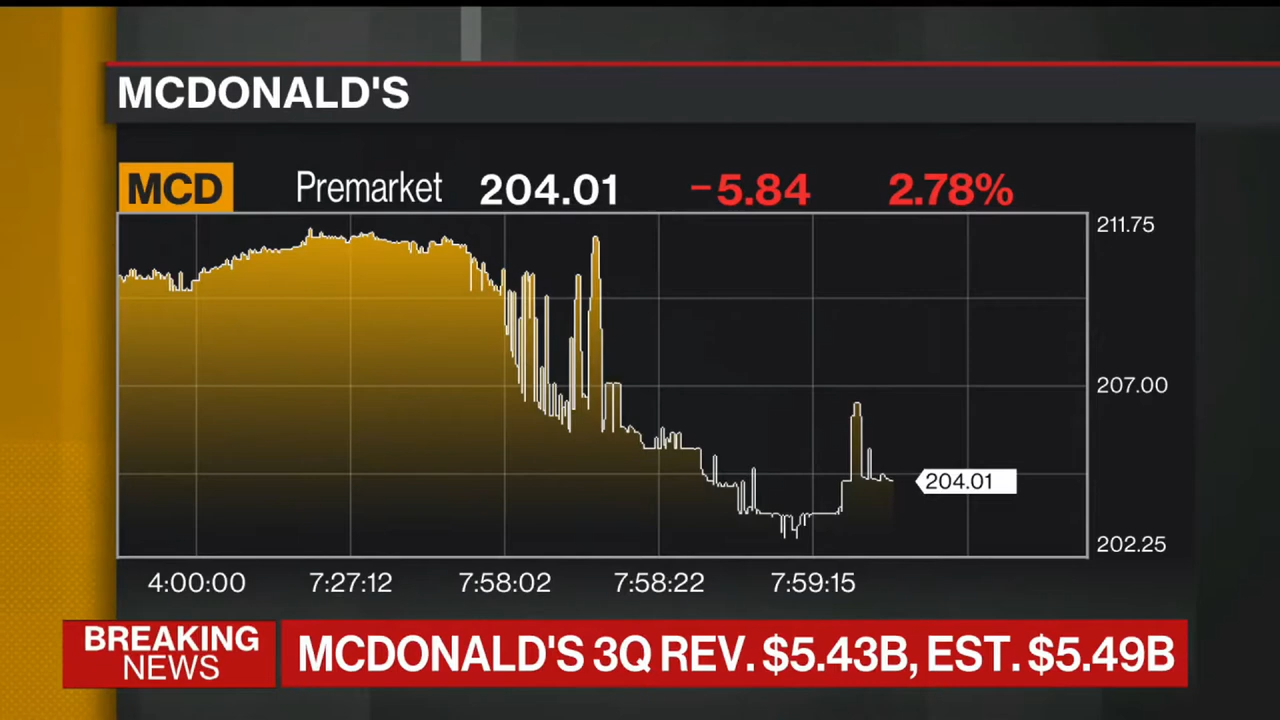 MCDONALD'S
MCD Premarket 204.01 −5.84 2.78%
211.75
207.00
204.01
202.25
4:00:00 7:27:12 7:58:02 7:58:22 7:59:15
BREAKING NEWS
MCDONALD'S 3Q REV. $5.43B, EST. $5.49B